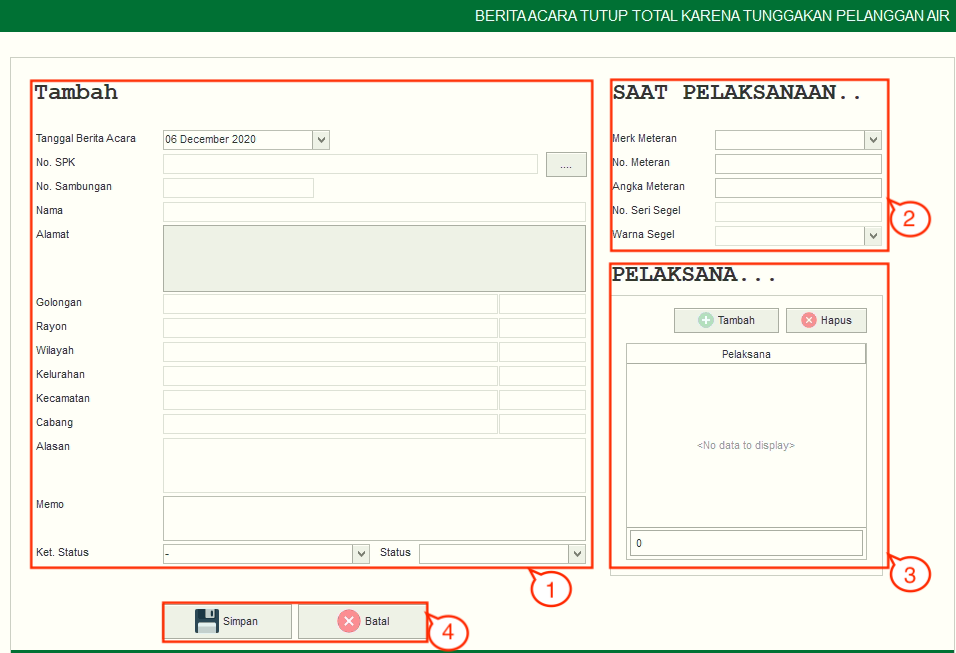 BERITA ACARA TUTUP TOTAL KARENA TUNGGAKAN PELANGGAN AIR
Tambah
Tanggal Berita Acara 06 December 2020
No. SPK ....
No. Sambungan
Nama
Alamat
Golongan
Rayon
Wilayah
Kelurahan
Kecamatan
Cabang
Alasan
Memo
Ket. Status - Status
1
SAAT PELAKSANAAN..
Merk Meteran
No. Meteran
Angka Meteran
No. Seri Segel
Warna Segel
2
PELAKSANA...
Tambah Hapus
Pelaksana
<No data to display>
0
3
Simpan Batal
4